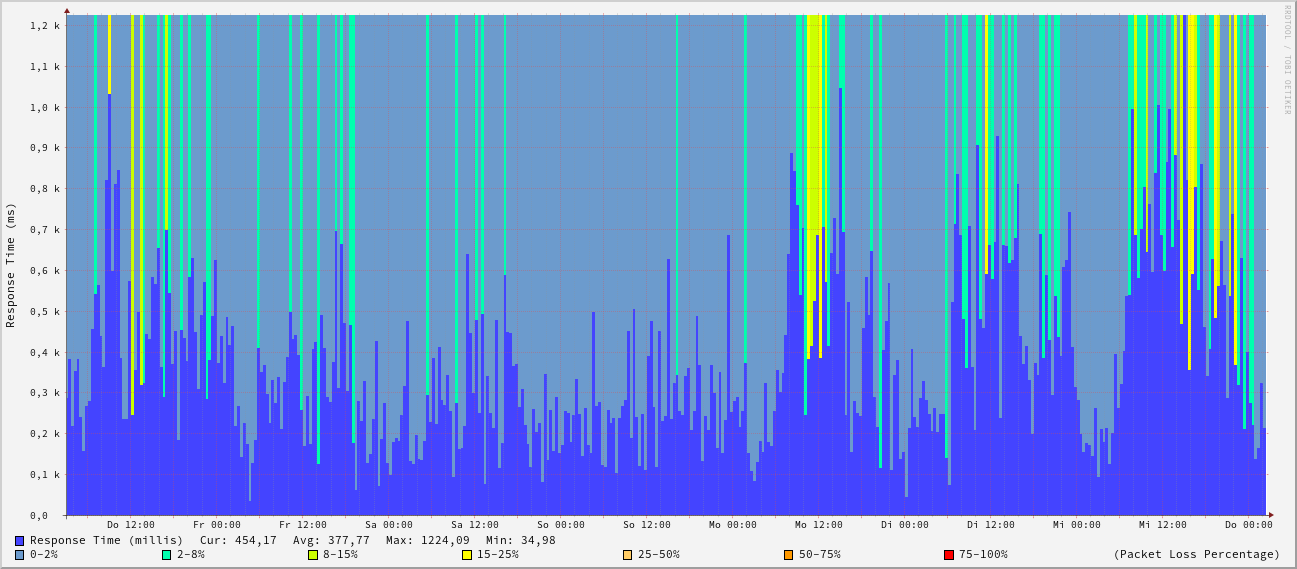 RRDTOOL / TOBI OETIKER
Response Time (ms)
1,2 k
1,1 k
1,0 k
0,9 k
0,8 k
0,7 k
0,6 k
0,5 k
0,4 k
0,3 k
0,2 k
0,1 k
0,0
Do 12:00 Fr 00:00 Fr 12:00 Sa 00:00 Sa 12:00 So 00:00 So 12:00 Mo 00:00 Mo 12:00 Di 00:00 Di 12:00 Mi 00:00 Mi 12:00 Do 00:00
Response Time (millis) Cur: 454,17 Avg: 377,77 Max: 1224,09 Min: 34,98
0-2% 2-8% 8-15% 15-25% 25-50% 50-75% 75-100% (Packet Loss Percentage)